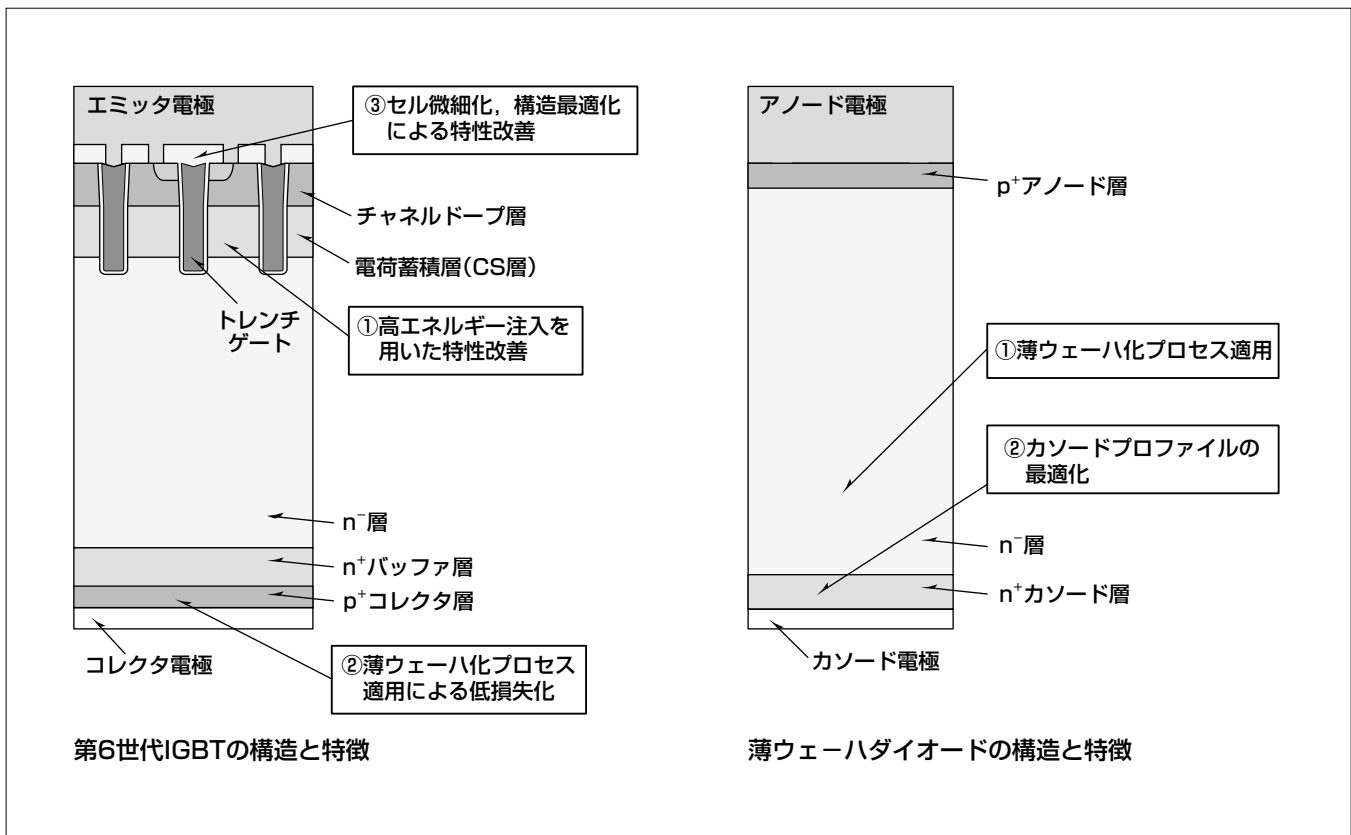 エミッタ電極
③セル微細化，構造最適化
による特性改善
チャネルドープ層
電荷蓄積層(CS層)
トレンチ
ゲート
①高エネルギー注入を
用いた特性改善
n⁻層
n⁺バッファ層
p⁺コレクタ層
コレクタ電極
②薄ウェーハ化プロセス
適用による低損失化
第6世代IGBTの構造と特徴
アノード電極
p⁺アノード層
①薄ウェーハ化プロセス適用
②カソードプロファイルの
最適化
n⁻層
n⁺カソード層
カソード電極
薄ウェーハダイオードの構造と特徴